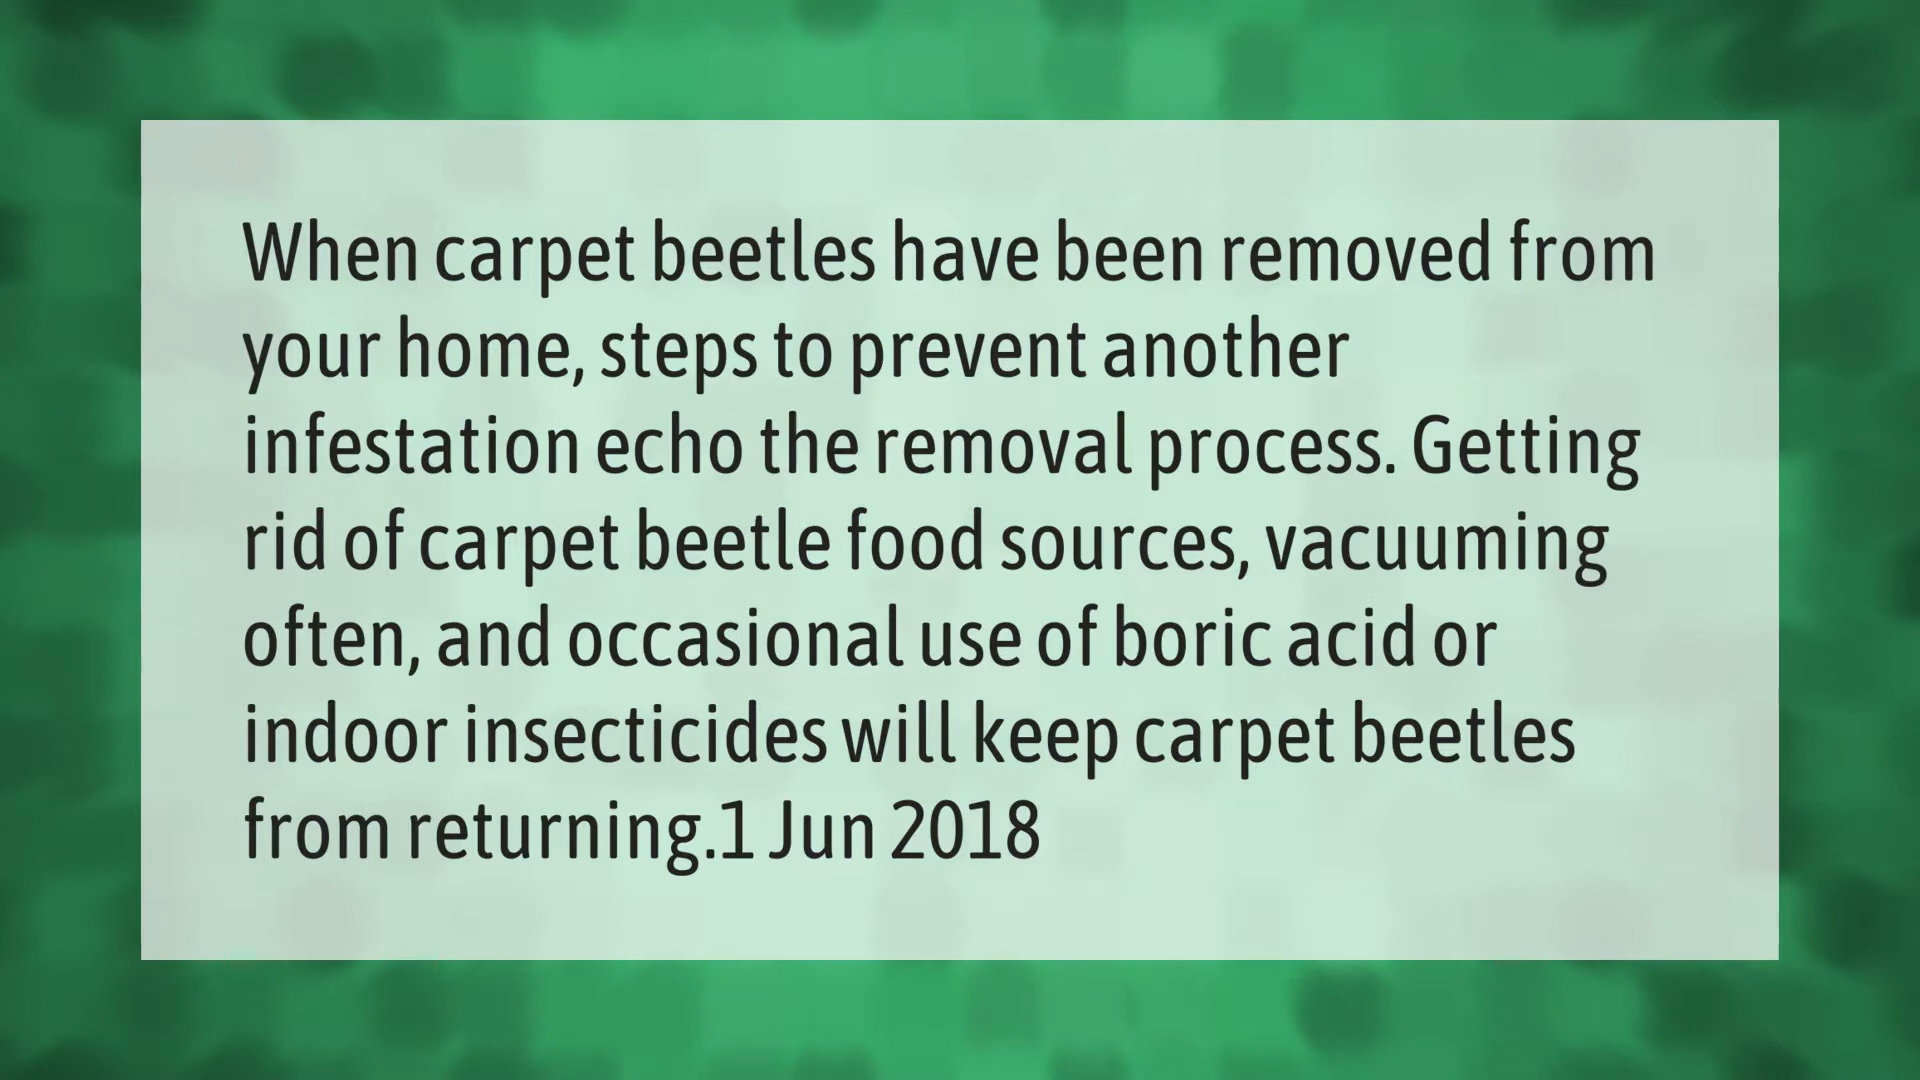 When carpet beetles have been removed from
your home, steps to prevent another
infestation echo the removal process. Getting
rid of carpet beetle food sources, vacuuming
often, and occasional use of boric acid or
indoor insecticides will keep carpet beetles
from returning.1 Jun 2018